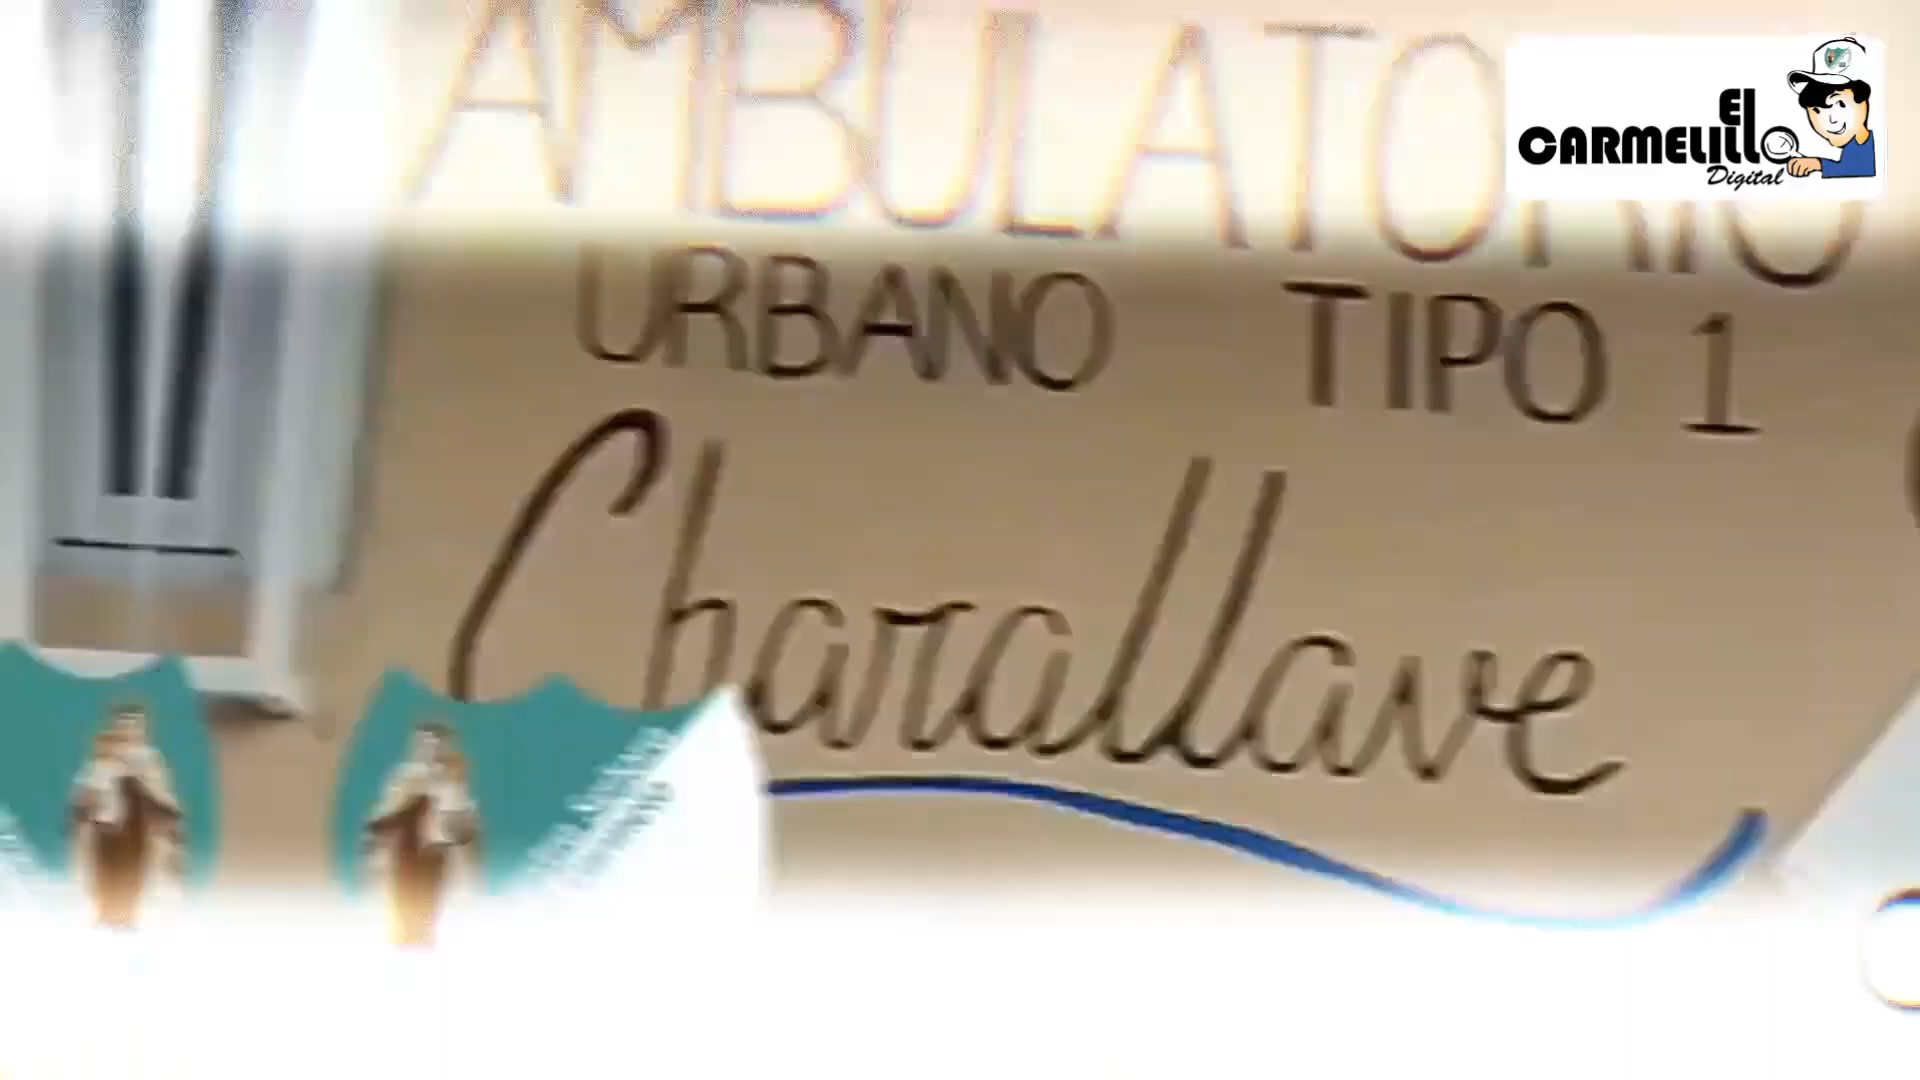 AMBULATORIO
URBANO TIPO 1
Charallave
El
CARMELILLO
Digital